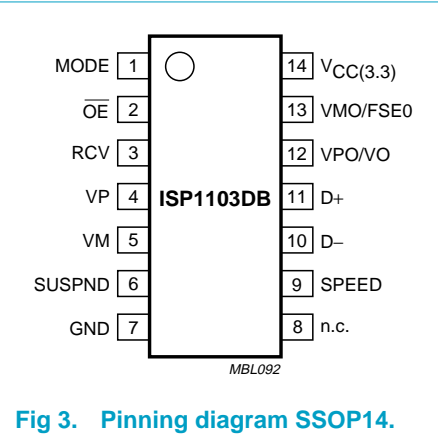 MODE 1 14 VCC(3.3)
OE 2 13 VMO/FSE0
RCV 3 12 VPO/VO
VP 4 ISP1103DB 11 D+
VM 5 10 D−
SUSPND 6 9 SPEED
GND 7 8 n.c.
MBL092
Fig 3. Pinning diagram SSOP14.